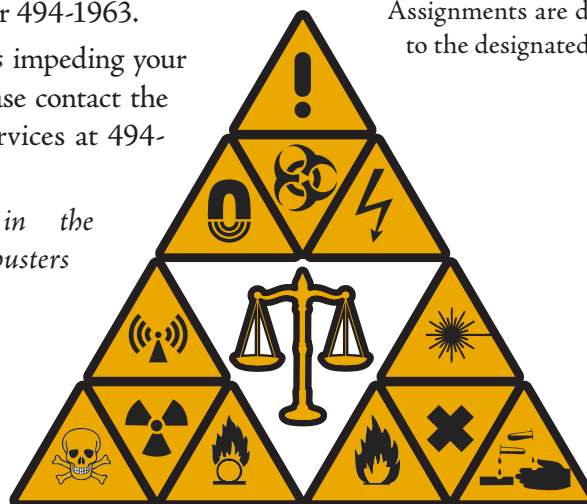 r 494-1963.
s impeding your
ase contact the
rvices at 494-
in the
busters
Assignments are d
to the designated